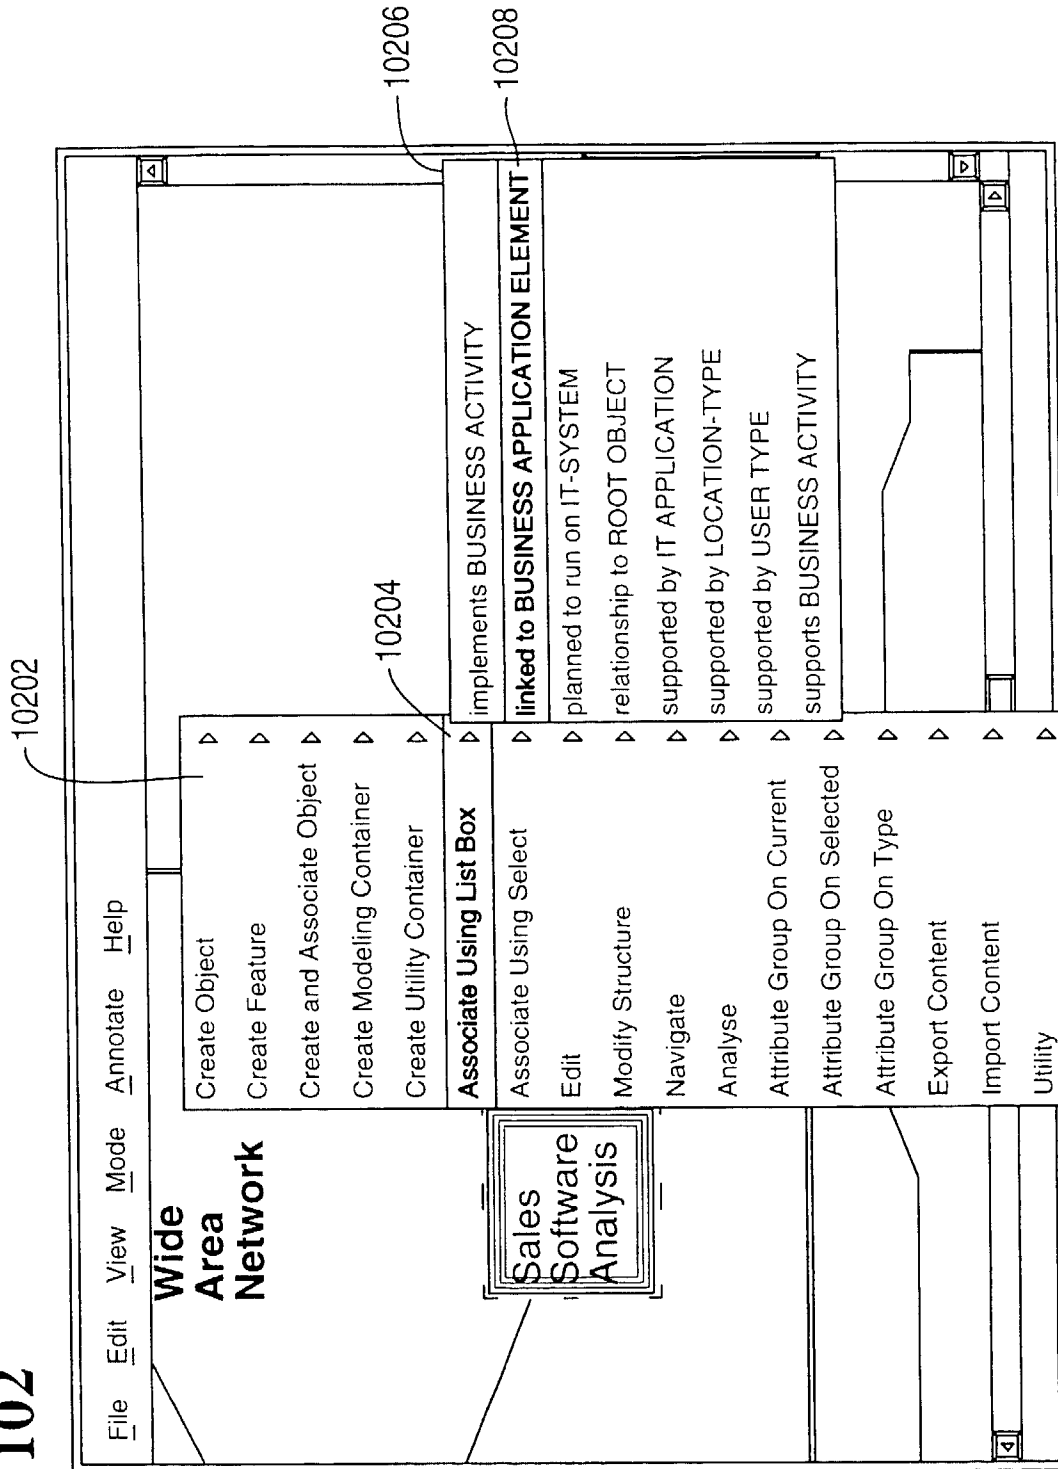 102
File Edit View Mode Annotate Help
Wide
Area
Network
Sales
Software
Analysis
10202
Create Object
Create Feature
Create and Associate Object
Create Modeling Container
Create Utility Container
Associate Using List Box
Associate Using Select
Edit
Modify Structure
Navigate
Analyse
Attribute Group On Current
Attribute Group On Selected
Attribute Group On Type
Export Content
Import Content
Utility
10204
10206
10208
implements BUSINESS ACTIVITY
linked to BUSINESS APPLICATION ELEMENT
planned to run on IT-SYSTEM
relationship to ROOT OBJECT
supported by IT APPLICATION
supported by LOCATION-TYPE
supported by USER TYPE
supports BUSINESS ACTIVITY